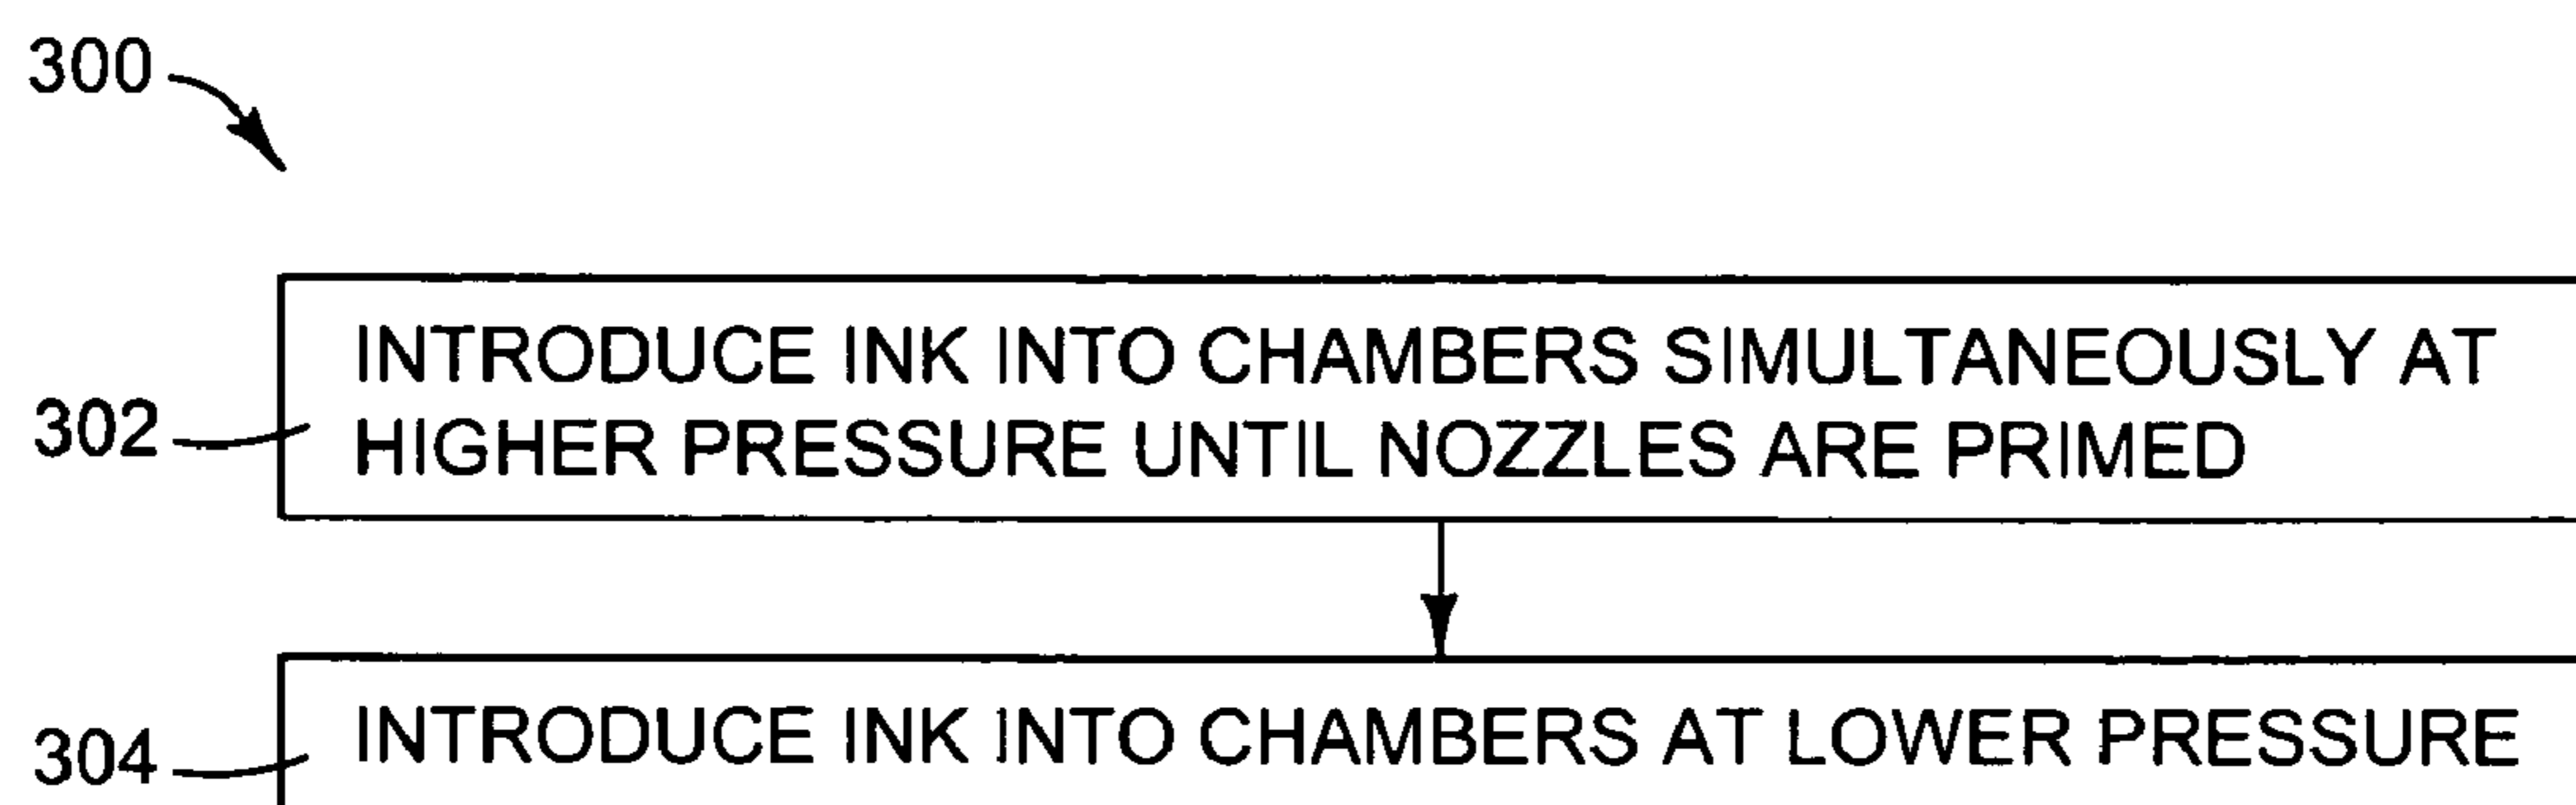 300
302
INTRODUCE INK INTO CHAMBERS SIMULTANEOUSLY AT
HIGHER PRESSURE UNTIL NOZZLES ARE PRIMED
304
INTRODUCE INK INTO CHAMBERS AT LOWER PRESSURE